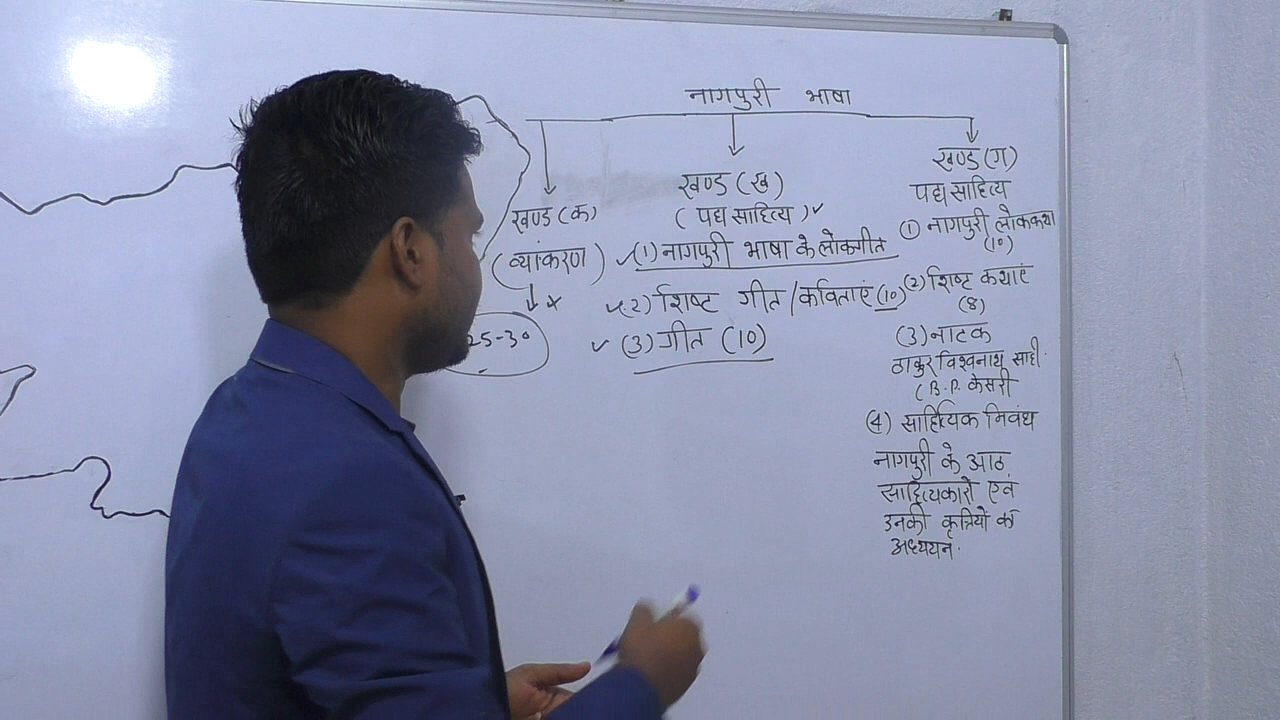 नागपुरी भाषा
खण्ड (क)
(व्यांकरण)
25-30
खण्ड (ख)
(पद्य साहित्य)
(1) नागपुरी भाषा के लोकगीत
(2) शिष्ट गीत / कविताएं (10)
(3) गीत (10)
खण्ड (ग)
पद्य साहित्य
① नागपुरी लोककथा
(10)
(2) शिष्ट कथाएं
(8)
(3) नाटक
ठाकुर विश्वनाथ साही
(B.P. केसरी
(4) साहित्यिक निवंध
नागपुरी के आठ
साहित्यकारो एवं
उनकी कृत्रियों का
अध्ययन.